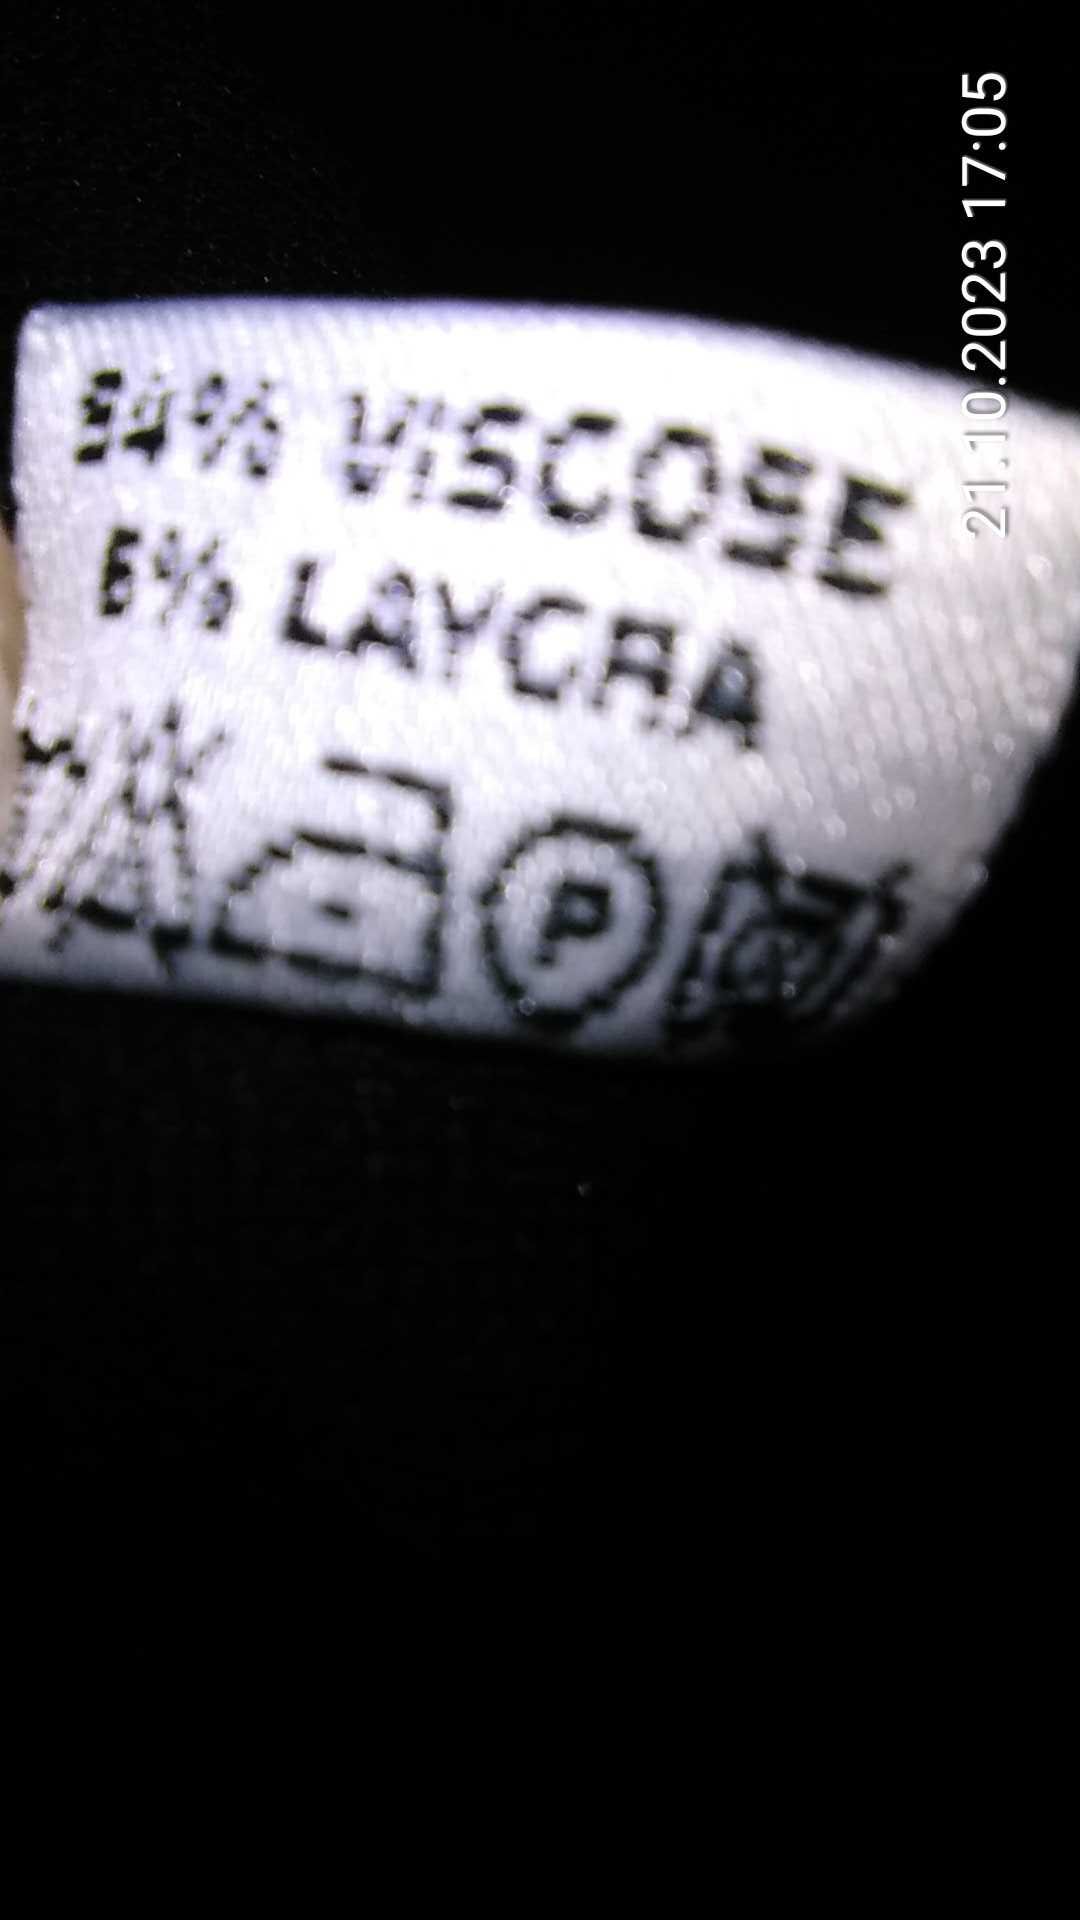 94% VISCOSE
6% LAYCRA
P
21.10.2023 17:05